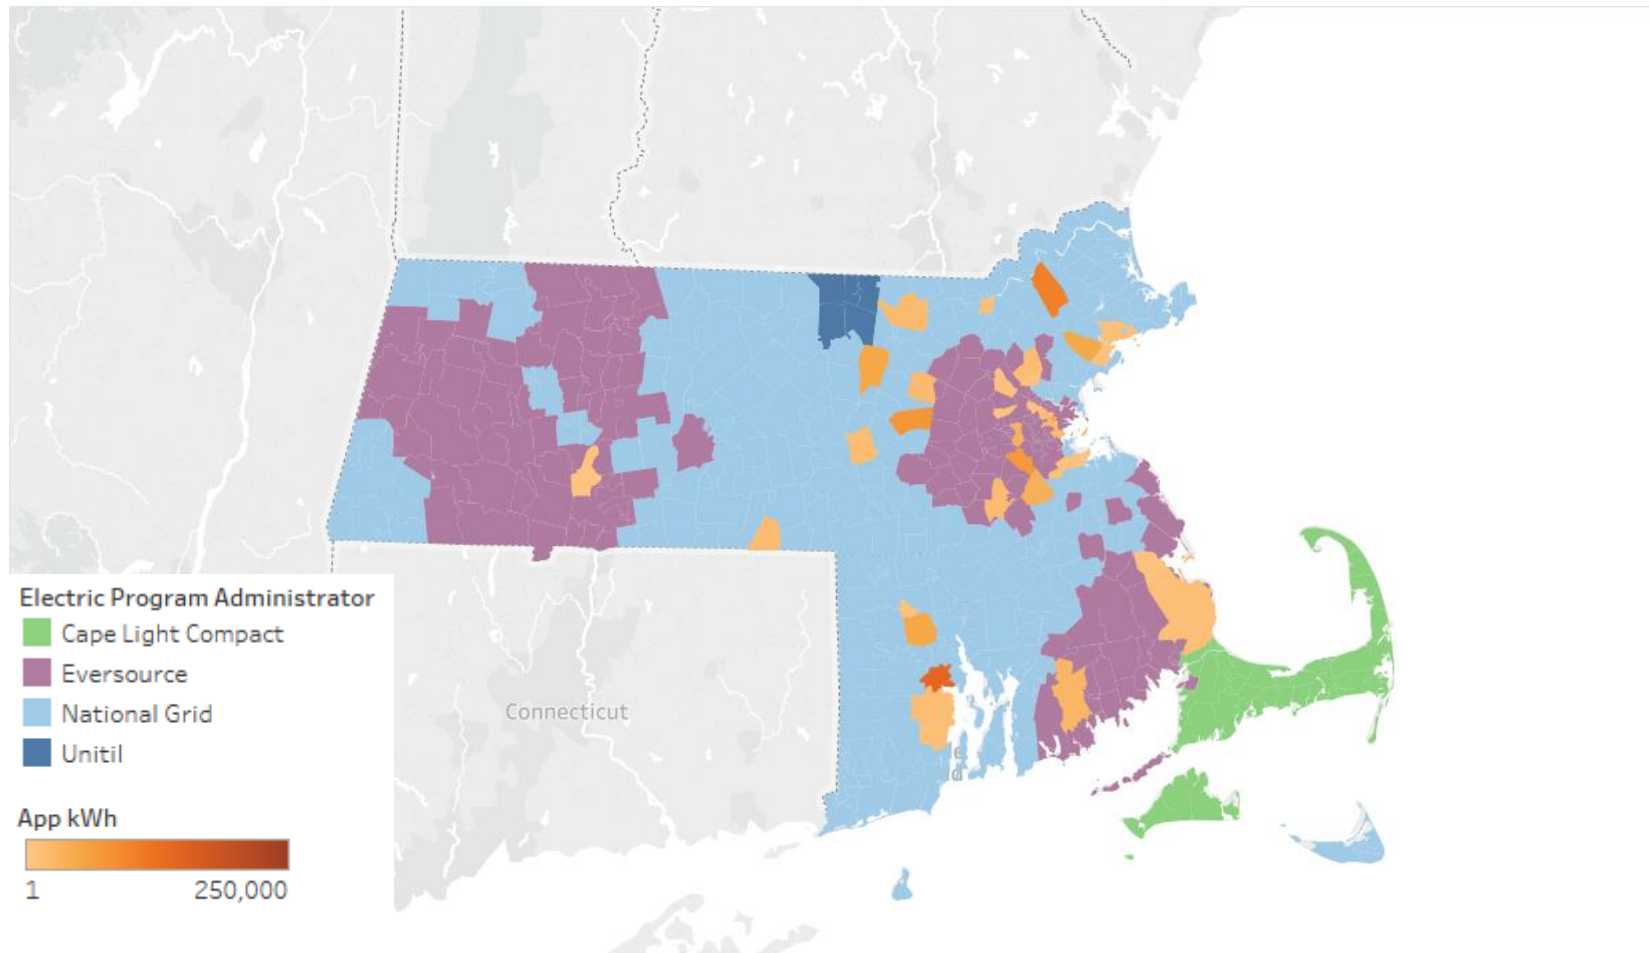 Connecticut
Electric Program Administrator
Cape Light Compact
Eversource
National Grid
Unitil
App kWh
1 250,000